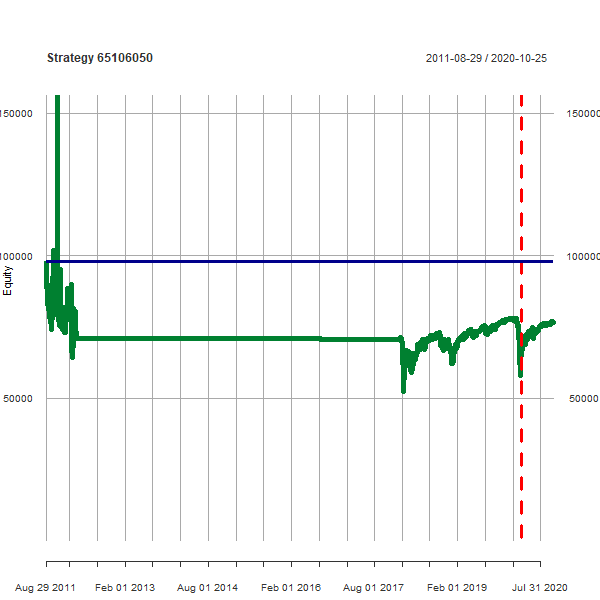 Strategy 65106050 2011-08-29 / 2020-10-25
150000 150000
100000 100000
Equity
50000 50000
Aug 29 2011 Feb 01 2013 Aug 01 2014 Feb 01 2016 Aug 01 2017 Feb 01 2019 Jul 31 2020